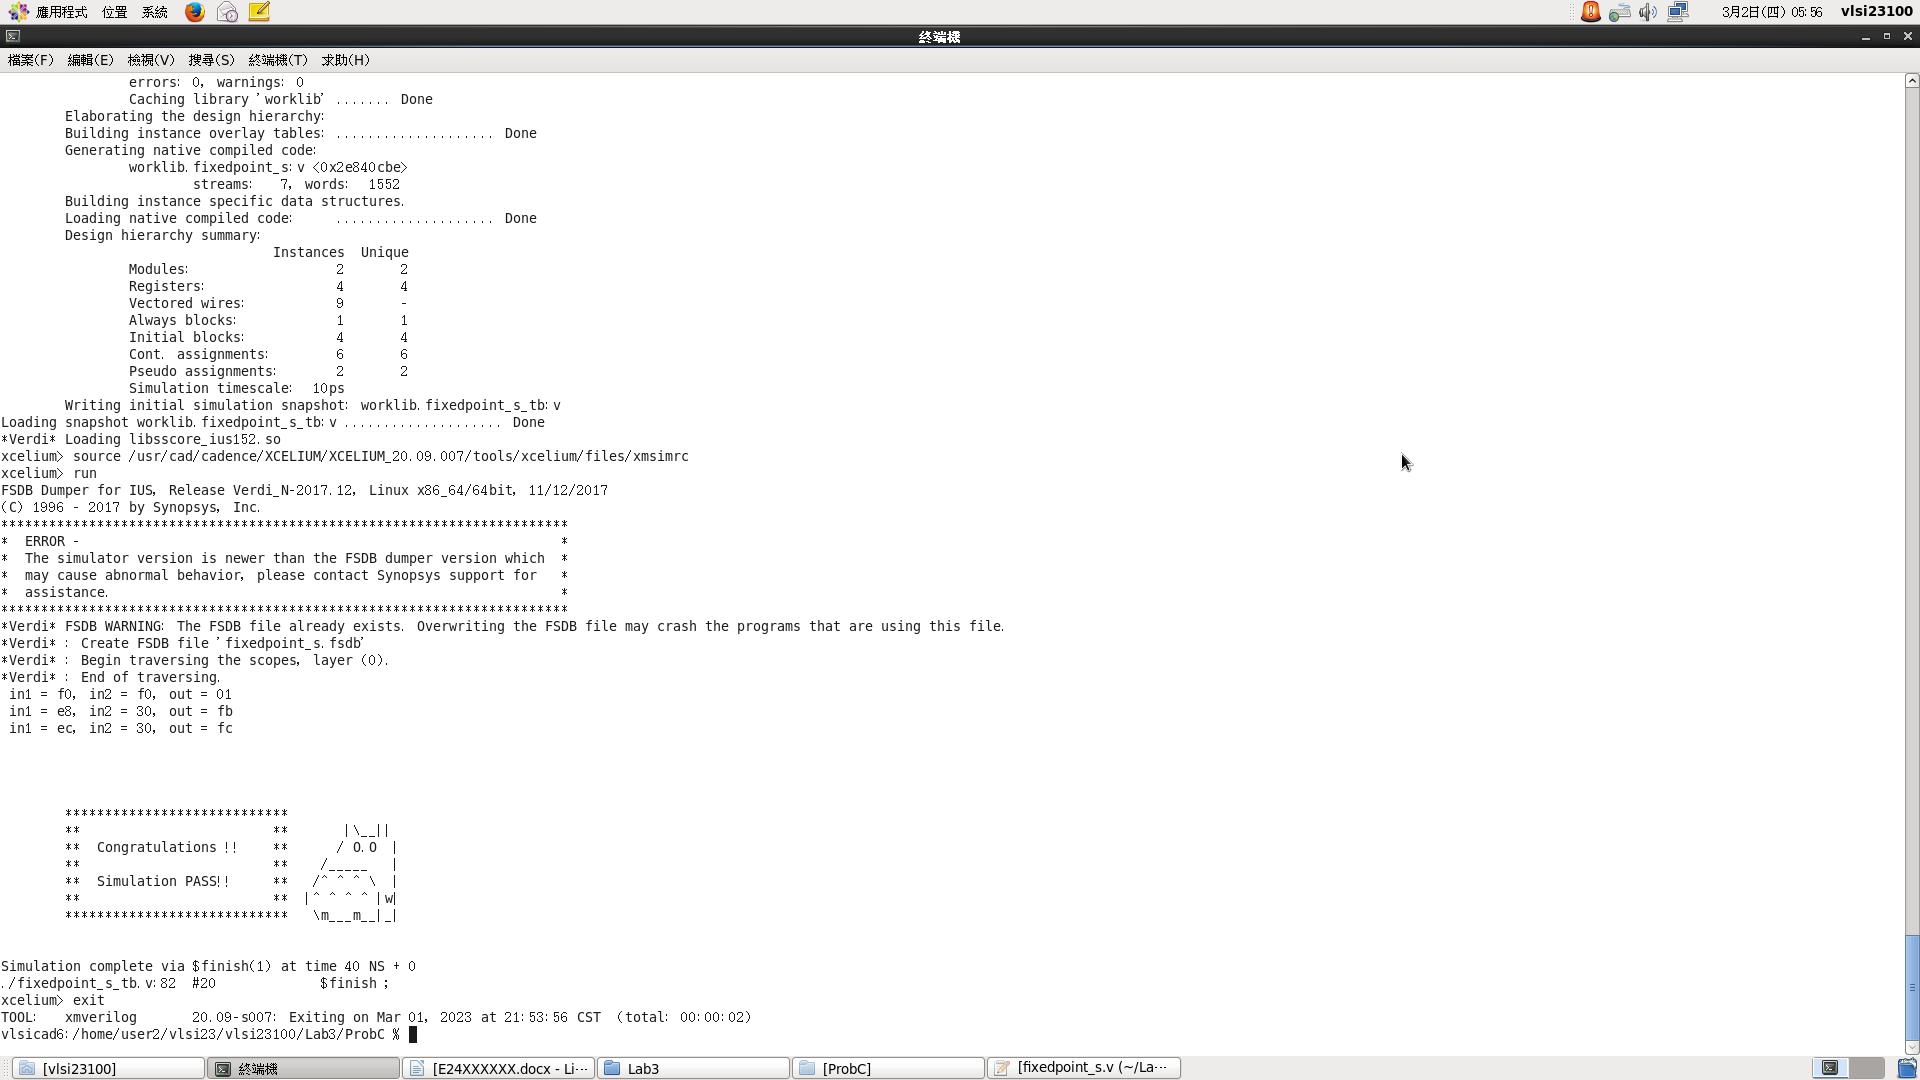 應用程式 位置 系統 3月2日(四) 05:56 vlsi23100
終端機
檔案(F) 編輯(E) 檢視(V) 搜尋(S) 終端機(T) 求助(H)
errors: 0, warnings: 0
Caching library 'worklib' ....... Done
Elaborating the design hierarchy:
Building instance overlay tables: .................... Done
Generating native compiled code:
worklib.fixedpoint_s:v <0x2e840cbe>
streams:   7, words:  1552
Building instance specific data structures.
Loading native compiled code:     .................... Done
Design hierarchy summary:
Instances  Unique
Modules:                   2       2
Registers:                 4       4
Vectored wires:            9       -
Always blocks:             1       1
Initial blocks:            4       4
Cont. assignments:         6       6
Pseudo assignments:        2       2
Simulation timescale:  10ps
Writing initial simulation snapshot: worklib.fixedpoint_s_tb:v
Loading snapshot worklib.fixedpoint_s_tb:v .................... Done
*Verdi* Loading libsscore_ius152.so
xcelium> source /usr/cad/cadence/XCELIUM/XCELIUM_20.09.007/tools/xcelium/files/xmsimrc
xcelium> run
FSDB Dumper for IUS, Release Verdi_N-2017.12, Linux x86_64/64bit, 11/12/2017
(C) 1996 - 2017 by Synopsys, Inc.
***********************************************************************
*  ERROR -                                                            *
*  The simulator version is newer than the FSDB dumper version which  *
*  may cause abnormal behavior, please contact Synopsys support for   *
*  assistance.                                                        *
***********************************************************************
*Verdi* FSDB WARNING: The FSDB file already exists. Overwriting the FSDB file may crash the programs that are using this file.
*Verdi* : Create FSDB file 'fixedpoint_s.fsdb'
*Verdi* : Begin traversing the scopes, layer (0).
*Verdi* : End of traversing.
in1 = f0, in2 = f0, out = 01
in1 = e8, in2 = 30, out = fb
in1 = ec, in2 = 30, out = fc
****************************
**                        **       |\__||
**  Congratulations !!    **      / O.O  |
**                        **    /_____   |
**  Simulation PASS!!     **   /^ ^ ^ \  |
**                        **  |^ ^ ^ ^ |w|
****************************   \m___m__|_|
Simulation complete via $finish(1) at time 40 NS + 0
./fixedpoint_s_tb.v:82  #20             $finish ;
xcelium> exit
TOOL:   xmverilog       20.09-s007: Exiting on Mar 01, 2023 at 21:53:56 CST  (total: 00:00:02)
vlsicad6:/home/user2/vlsi23/vlsi23100/Lab3/ProbC %
[vlsi23100] 終端機 [E24XXXXXX.docx - Li··· Lab3 [ProbC] [fixedpoint_s.v (~/La···